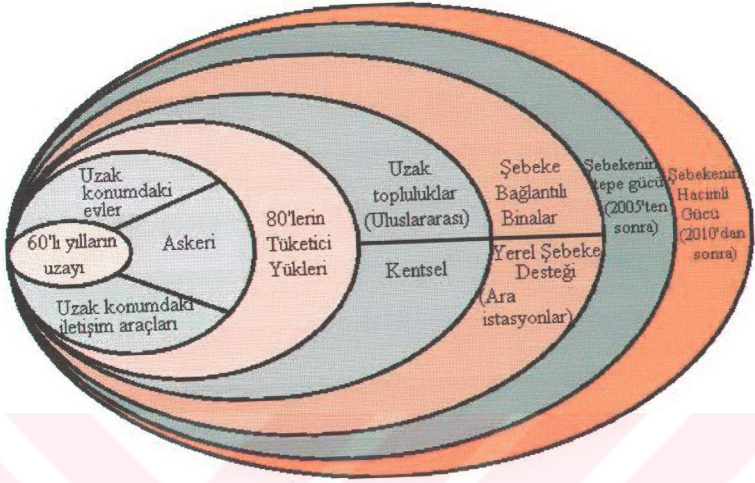 Uzak
konumdaki
evler
60'lı yılların
uzayı
Askeri
Uzak konumdaki
iletişim araçları
80'lerin
Tüketici
Yükleri
Uzak
topluluklar
(Uluslararası)
Kentsel
Şebeke
Bağlantılı
Binalar
Yerel Şebeke
Desteği
(Ara
istasyonlar)
Şebekenin
tepe gücü
(2005'ten
sonra)
Şebekenin
Hacimli
Gücü
(2010'dan
sonra)